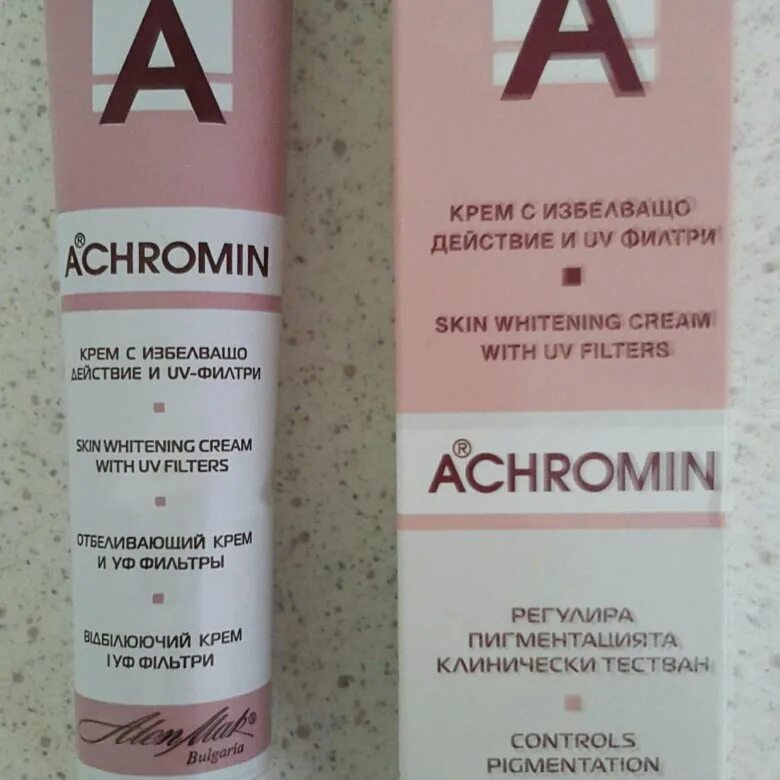 A
ACHROMIN®
КРЕМ С ИЗБЕЛВАЩО
ДЕЙСТВИЕ И UV-ФИЛТРИ
SKIN WHITENING CREAM
WITH UV FILTERS
ОТБЕЛИВАЮЩИЙ КРЕМ
И УФ ФИЛЬТРЫ
ВІДБІЛЮЮЧИЙ КРЕМ
І УФ ФІЛЬТРИ
Alen Mak®
Bulgaria
A
КРЕМ С ИЗБЕЛВАЩО
ДЕЙСТВИЕ И UV ФИЛТРИ
SKIN WHITENING CREAM
WITH UV FILTERS
ACHROMIN®
РЕГУЛИРА
ПИГМЕНТАЦИЯТА
КЛИНИЧЕСКИ ТЕСТВАН
CONTROLS
PIGMENTATION